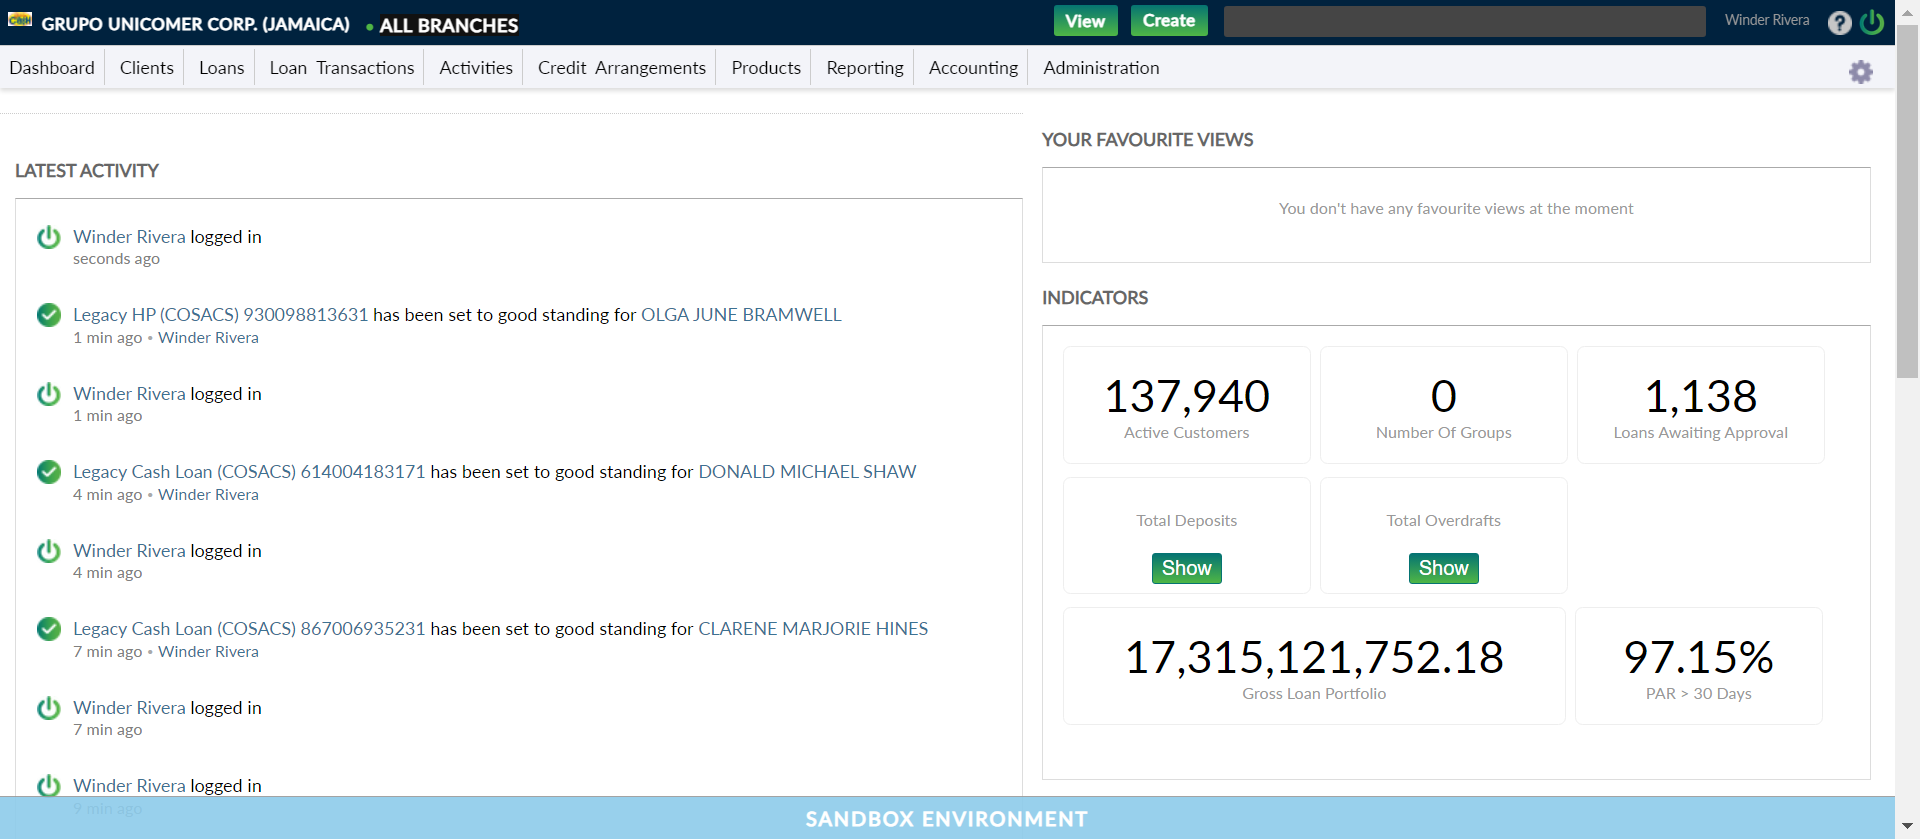 Cash
GRUPO UNICOMER CORP. (JAMAICA) • ALL BRANCHES
View
Create
Winder Rivera
?
Dashboard
Clients
Loans
Loan Transactions
Activities
Credit Arrangements
Products
Reporting
Accounting
Administration
LATEST ACTIVITY
Winder Rivera logged in
seconds ago
Legacy HP (COSACS) 930098813631 has been set to good standing for OLGA JUNE BRAMWELL
1 min ago • Winder Rivera
Winder Rivera logged in
1 min ago
Legacy Cash Loan (COSACS) 614004183171 has been set to good standing for DONALD MICHAEL SHAW
4 min ago • Winder Rivera
Winder Rivera logged in
4 min ago
Legacy Cash Loan (COSACS) 867006935231 has been set to good standing for CLARENE MARJORIE HINES
7 min ago • Winder Rivera
Winder Rivera logged in
7 min ago
Winder Rivera logged in
9 min ago
YOUR FAVOURITE VIEWS
You don't have any favourite views at the moment
INDICATORS
137,940
Active Customers
0
Number Of Groups
1,138
Loans Awaiting Approval
Total Deposits
Show
Total Overdrafts
Show
17,315,121,752.18
Gross Loan Portfolio
97.15%
PAR > 30 Days
SANDBOX ENVIRONMENT